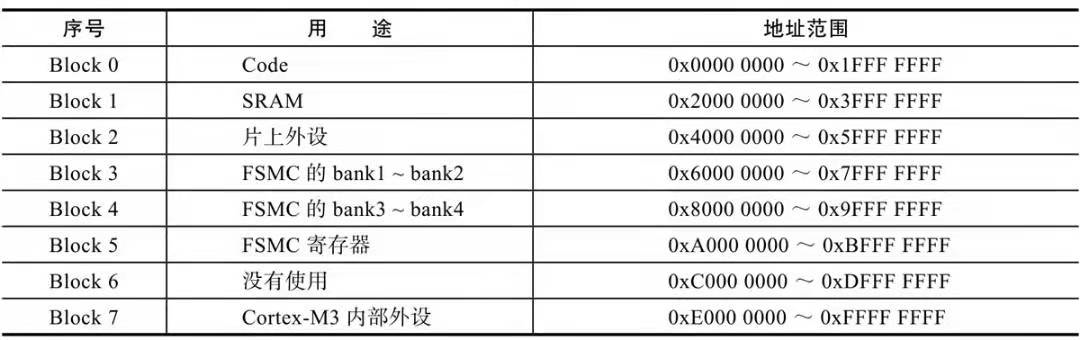 序号 用 途 地址范围
Block 0 Code 0x0000 0000 ～ 0x1FFF FFFF
Block 1 SRAM 0x2000 0000 ～ 0x3FFF FFFF
Block 2 片上外设 0x4000 0000 ～ 0x5FFF FFFF
Block 3 FSMC 的 bank1 ~ bank2 0x6000 0000 ～ 0x7FFF FFFF
Block 4 FSMC 的 bank3 ~ bank4 0x8000 0000 ～ 0x9FFF FFFF
Block 5 FSMC 寄存器 0xA000 0000 ～ 0xBFFF FFFF
Block 6 没有使用 0xC000 0000 ～ 0xDFFF FFFF
Block 7 Cortex-M3 内部外设 0xE000 0000 ～ 0xFFFF FFFF